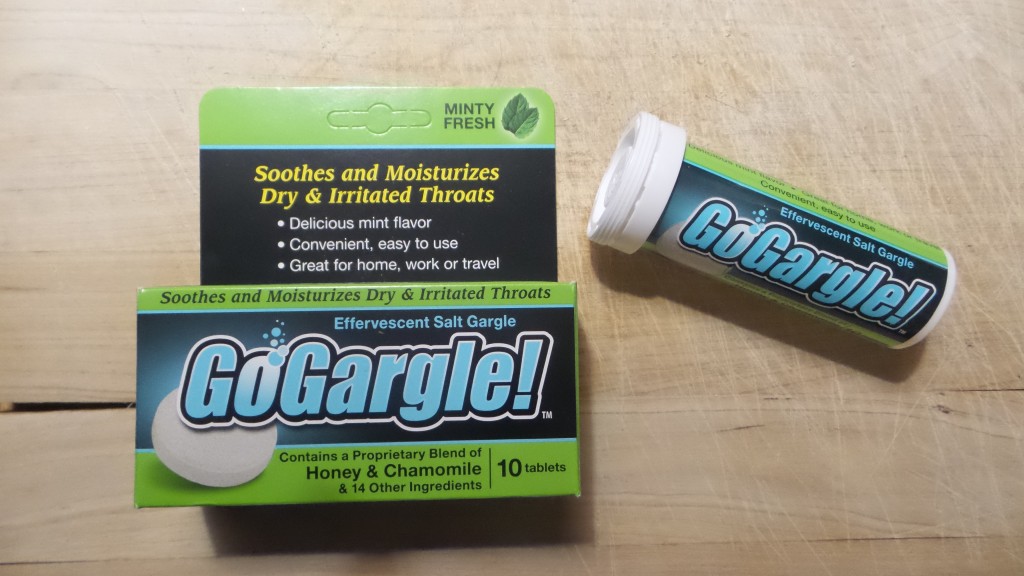 MINTY
FRESH
Soothes and Moisturizes
Dry & Irritated Throats
• Delicious mint flavor
• Convenient, easy to use
• Great for home, work or travel
Soothes and Moisturizes Dry & Irritated Throats
Effervescent Salt Gargle
GoGargle!™
Contains a Proprietary Blend of
Honey & Chamomile
& 14 Other Ingredients
10 tablets
Convenient, easy to use
Effervescent Salt Gargle
GoGargle!™